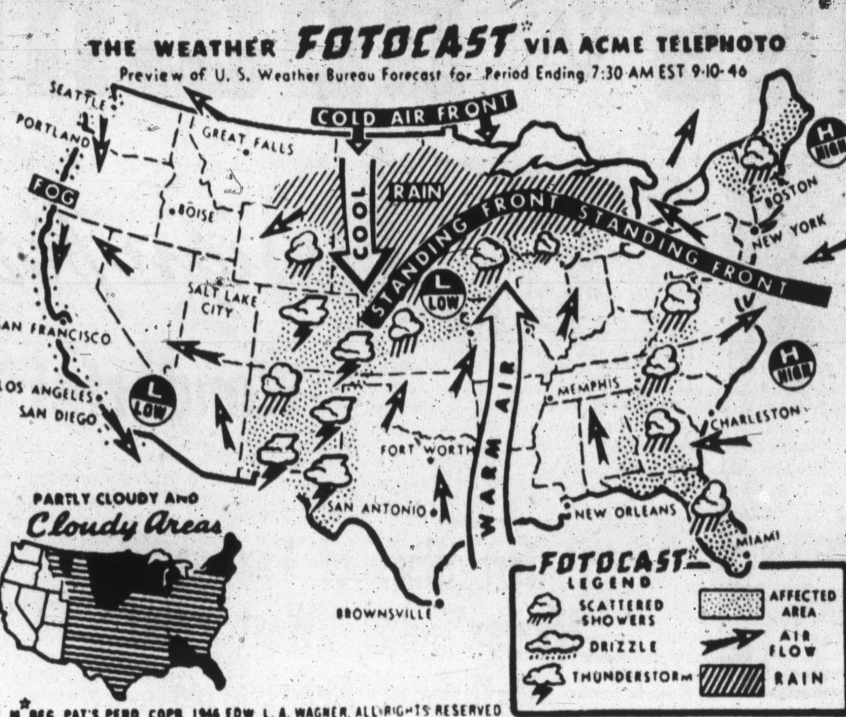 THE WEATHER FOTOCAST* VIA ACME TELEPHOTO
Preview of U. S. Weather Bureau Forecast for Period Ending 7:30 AM EST 9-10-46
SEATTLE
PORTLAND
GREAT FALLS
COLD AIR FRONT
H
HIGH
FOG
BOISE
COOL
RAIN
BOSTON
NEW YORK
STANDING FRONT STANDING FRONT
SALT LAKE
CITY
L
LOW
AN FRANCISCO
LOS ANGELES
SAN DIEGO
L
LOW
H
HIGH
MEMPHIS
CHARLESTON
WARM AIR
FORT WORTH
SAN ANTONIO
NEW ORLEANS
MIAMI
BROWNSVILLE
PARTLY CLOUDY AND
Cloudy Areas
FOTOCAST*
LEGEND
SCATTERED
SHOWERS
AFFECTED
AREA
DRIZZLE
AIR
FLOW
THUNDERSTORM
RAIN
REG. PAT'S PEND. COPR. 1946 EDW. L. A. WAGNER. ALL RIGHTS RESERVED